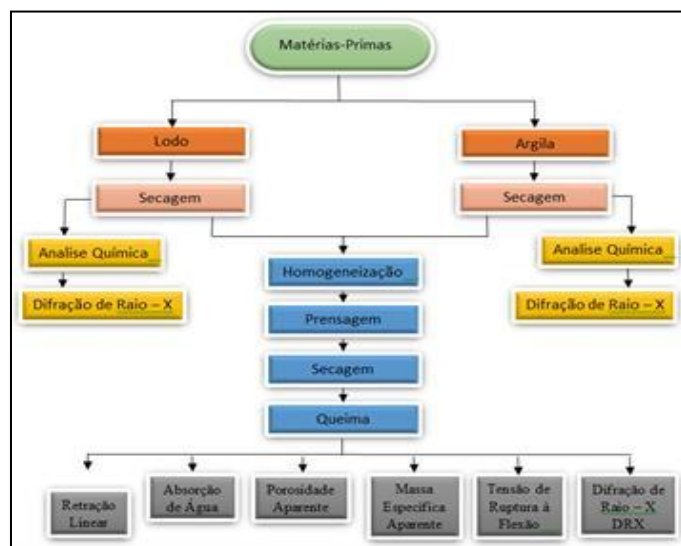 Matérias-Primas
Lodo
Argila
Secagem
Secagem
Analise Química
Difração de Raio – X
Homogeneização
Analise Química
Difração de Raio – X
Prensagem
Secagem
Queima
Retração
Linear
Absorção
de Água
Porosidade
Aparente
Massa
Específica
Aparente
Tensão de
Ruptura à
Flexão
Difração de
Raio – X
DRX